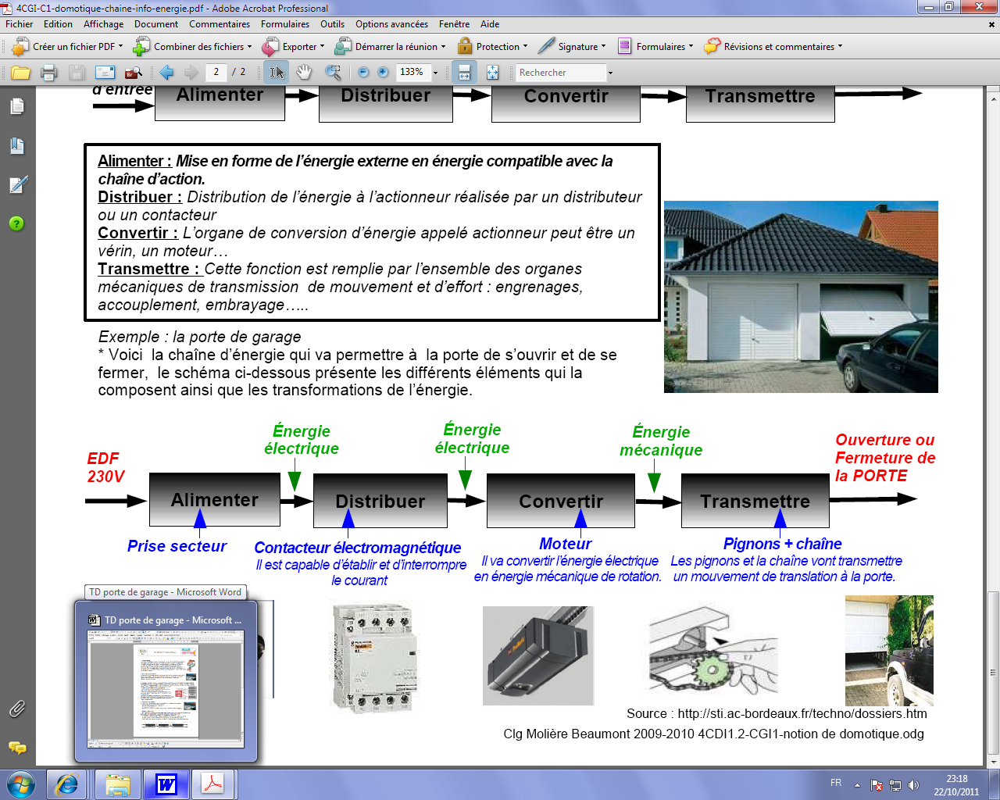 4CGI-C1-domotique-chaine-info-energie.pdf - Adobe Acrobat Professional
Fichier Edition Affichage Document Commentaires Formulaires Outils Options avancées Fenêtre Aide
Créer un fichier PDF Combiner des fichiers Exporter Démarrer la réunion Protection Signature Formulaires Révisions et commentaires
2 / 2 133% Rechercher
d'entrée
Alimenter Distribuer Convertir Transmettre
Alimenter : Mise en forme de l'énergie externe en énergie compatible avec la
chaîne d'action.
Distribuer : Distribution de l'énergie à l'actionneur réalisée par un distributeur
ou un contacteur
Convertir : L'organe de conversion d'énergie appelé actionneur peut être un
vérin, un moteur…
Transmettre : Cette fonction est remplie par l'ensemble des organes
mécaniques de transmission de mouvement et d'effort : engrenages,
accouplement, embrayage…..
Exemple : la porte de garage
* Voici la chaîne d'énergie qui va permettre à la porte de s'ouvrir et de se
fermer, le schéma ci-dessous présente les différents éléments qui la
composent ainsi que les transformations de l'énergie.
EDF
230V
Énergie
électrique
Énergie
électrique
Énergie
mécanique
Ouverture ou
Fermeture de
la PORTE
Alimenter Distribuer Convertir Transmettre
Prise secteur
Contacteur électromagnétique
Il est capable d'établir et d'interrompre
le courant
Moteur
Il va convertir l'énergie électrique
en énergie mécanique de rotation.
Pignons + chaîne
Les pignons et la chaîne vont transmettre
un mouvement de translation à la porte.
TD porte de garage - Microsoft Word
TD porte de garage - Microsoft ...
Source : http://sti.ac-bordeaux.fr/techno/dossiers.htm
Clg Molière Beaumont 2009-2010 4CDI1.2-CGI1-notion de domotique.odg
FR
23:18
22/10/2011